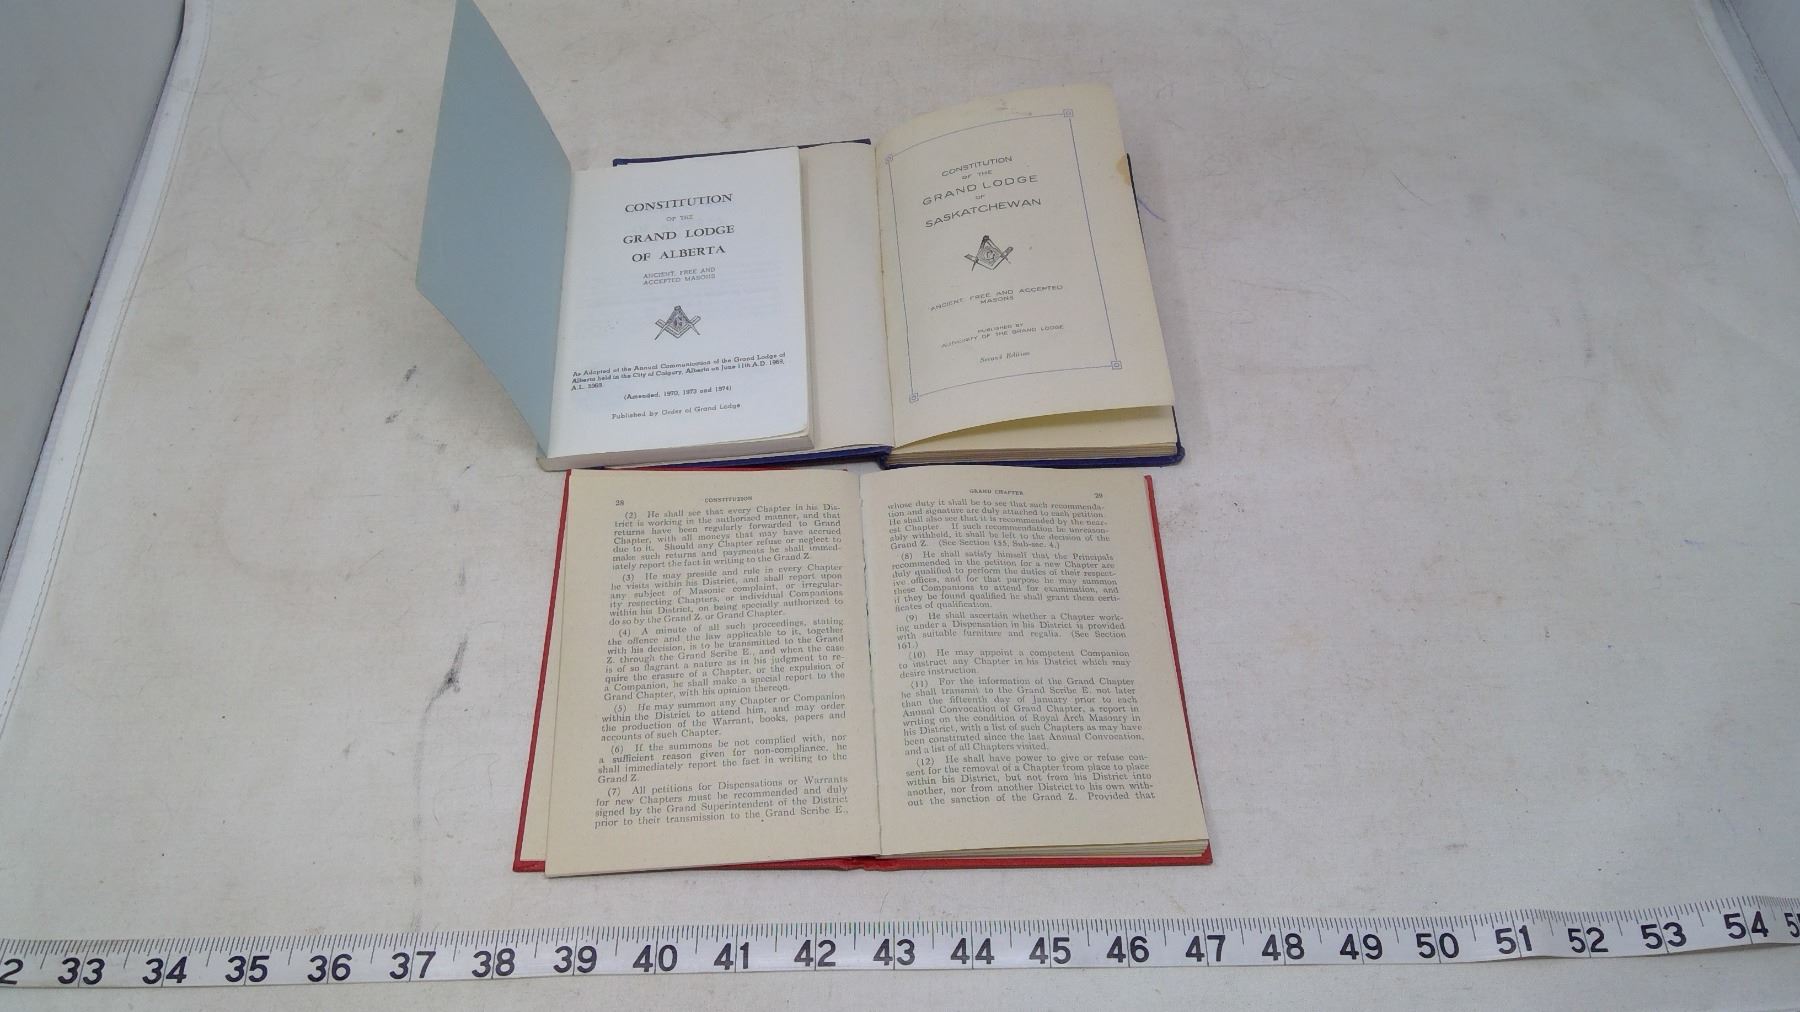 CONSTITUTION
OF THE
GRAND LODGE
OF ALBERTA
ANCIENT, FREE AND
ACCEPTED MASONS
G
As Adopted at the Annual Communication of the Grand Lodge of
Alberta held in the City of Calgary, Alberta on June 11th A.D. 1969,
A.L. 5969.
(Amended, 1970, 1973 and 1974)
Published by Order of Grand Lodge
CONSTITUTION
OF THE
GRAND LODGE
OF
SASKATCHEWAN
G
ANCIENT, FREE AND ACCEPTED
MASONS
PUBLISHED BY
AUTHORITY OF THE GRAND LODGE
Second Edition
28 CONSTITUTION
(2) He shall see that every Chapter in his Dis-
trict is working in the authorised manner, and that
returns have been regularly forwarded to Grand
Chapter, with all moneys that may have accrued
due to it. Should any Chapter refuse or neglect to
make such returns and payments he shall immed-
iately report the fact in writing to the Grand Z.
(3) He may preside and rule in every Chapter
he visits within his District, and shall report upon
any subject of Masonic complaint, or irregular-
ity respecting Chapters, or individual Companions
within his District, on being specially authorized to
do so by the Grand Z. or Grand Chapter.
(4) A minute of all such proceedings, stating
the offence and the law applicable to it, together
with his decision, is to be transmitted to the Grand
Z. through the Grand Scribe E., and when the case
is of so flagrant a nature as in his judgment to re-
quire the erasure of a Chapter, or the expulsion of
a Companion, he shall make a special report to the
Grand Chapter, with his opinion thereon.
(5) He may summon any Chapter or Companion
within the District to attend him, and may order
the production of the Warrant, books, papers and
accounts of such Chapter.
(6) If the summons be not complied with, nor
a sufficient reason given for non-compliance, he
shall immediately report the fact in writing to the
Grand Z.
(7) All petitions for Dispensations or Warrants
for new Chapters must be recommended and duly
signed by the Grand Superintendent of the District
prior to their transmission to the Grand Scribe E.,
GRAND CHAPTER 29
whose duty it shall be to see that such recommenda-
tion and signature are duly attached to each petition.
He shall also see that it is recommended by the near-
est Chapter. If such recommendation be unreason-
ably withheld, it shall be left to the decision of the
Grand Z. (See Section 155, Sub-sec. 4.)
(8) He shall satisfy himself that the Principals
recommended in the petition for a new Chapter are
duly qualified to perform the duties of their respect-
ive offices, and for that purpose he may summon
these Companions to attend for examination, and
if they be found qualified he shall grant them certi-
ficates of qualification.
(9) He shall ascertain whether a Chapter work-
ing under a Dispensation in his District is provided
with suitable furniture and regalia. (See Section
161.)
(10) He may appoint a competent Companion
to instruct any Chapter in his District which may
desire instruction.
(11) For the information of the Grand Chapter
he shall transmit to the Grand Scribe E. not later
than the fifteenth day of January prior to each
Annual Convocation of Grand Chapter, a report in
writing on the condition of Royal Arch Masonry in
his District, with a list of such Chapters as may have
been constituted since the last Annual Convocation,
and a list of all Chapters visited.
(12) He shall have power to give or refuse con-
sent for the removal of a Chapter from place to place
within his District, but not from his District into
another, nor from another District to his own with-
out the sanction of the Grand Z. Provided that
2 33 34 35 36 37 38 39 40 41 42 43 44 45 46 47 48 49 50 51 52 53 54 5